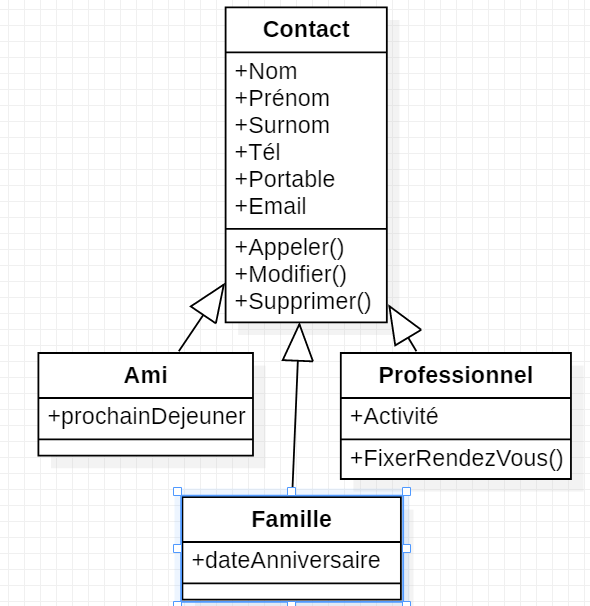 Contact
+Nom
+Prénom
+Surnom
+Tél
+Portable
+Email
+Appeler()
+Modifier()
+Supprimer()
Ami
+prochainDejeuner
Professionnel
+Activité
+FixerRendezVous()
Famille
+dateAnniversaire